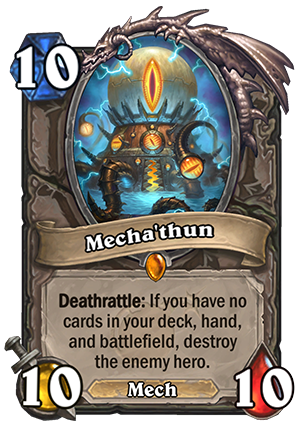 10
Mecha'thun
Deathrattle: If you have no
cards in your deck, hand,
and battlefield, destroy
the enemy hero.
10
Mech
10